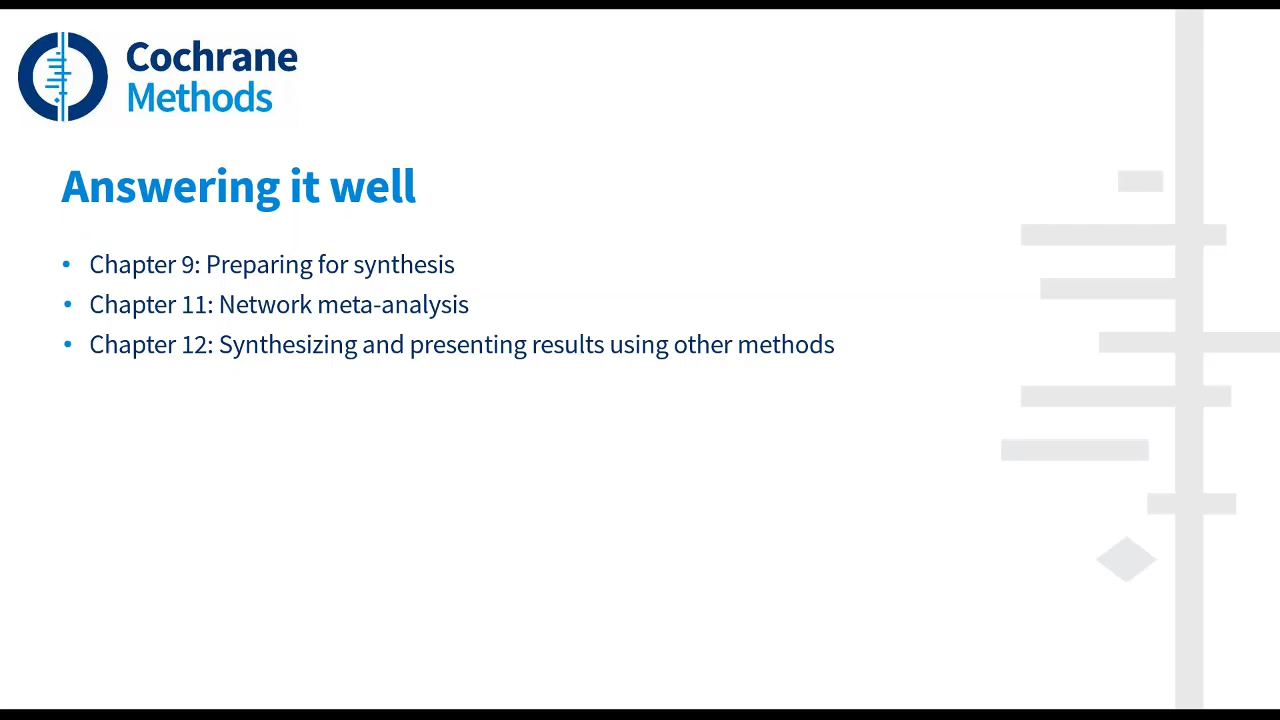 Cochrane
Methods
Answering it well
• Chapter 9: Preparing for synthesis
• Chapter 11: Network meta-analysis
• Chapter 12: Synthesizing and presenting results using other methods